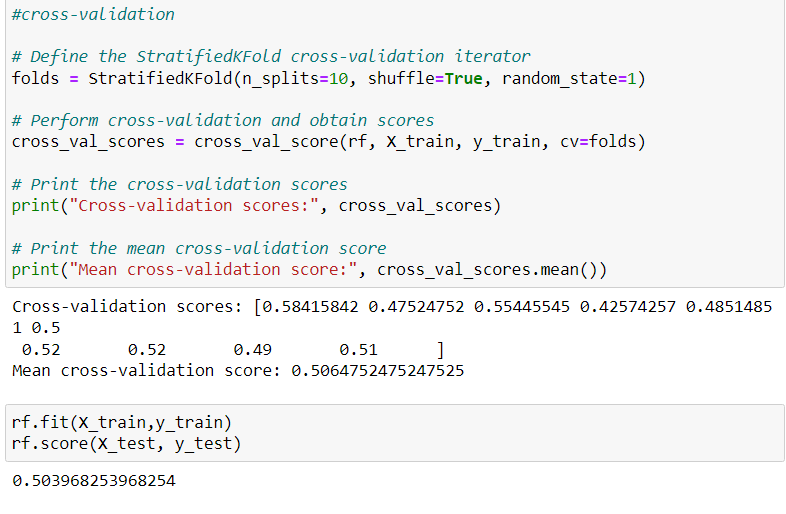 #cross-validation
# Define the StratifiedKFold cross-validation iterator
folds = StratifiedKFold(n_splits=10, shuffle=True, random_state=1)
# Perform cross-validation and obtain scores
cross_val_scores = cross_val_score(rf, X_train, y_train, cv=folds)
# Print the cross-validation scores
print("Cross-validation scores:", cross_val_scores)
# Print the mean cross-validation score
print("Mean cross-validation score:", cross_val_scores.mean())
Cross-validation scores: [0.58415842 0.47524752 0.55445545 0.42574257 0.4851485
1 0.5
 0.52       0.52       0.49       0.51      ]
Mean cross-validation score: 0.5064752475247525
rf.fit(X_train,y_train)
rf.score(X_test, y_test)
0.503968253968254